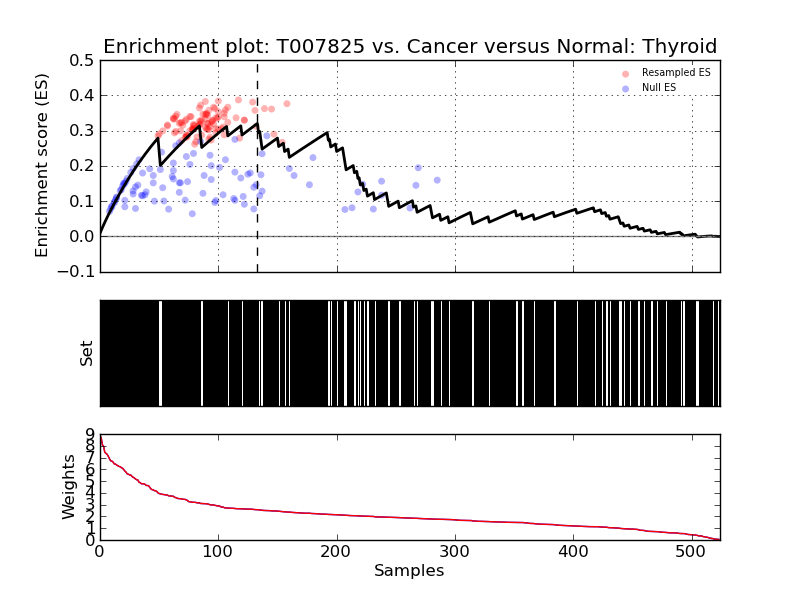 Enrichment plot: T007825 vs. Cancer versus Normal: Thyroid
Enrichment score (ES)
0.5
0.4
0.3
0.2
0.1
0.0
−0.1
Resampled ES
Null ES
Set
Weights
9
8
7
6
5
4
3
2
1
0
0 100 200 300 400 500
Samples